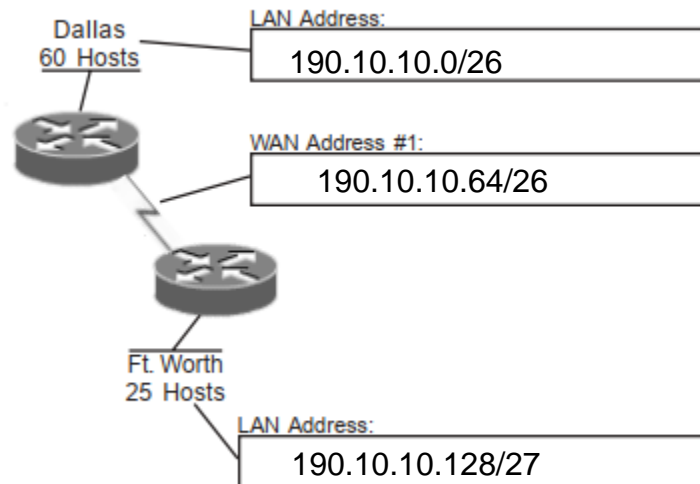 LAN Address:
Dallas
60 Hosts
190.10.10.0/26
WAN Address #1:
190.10.10.64/26
Ft. Worth
25 Hosts
LAN Address:
190.10.10.128/27